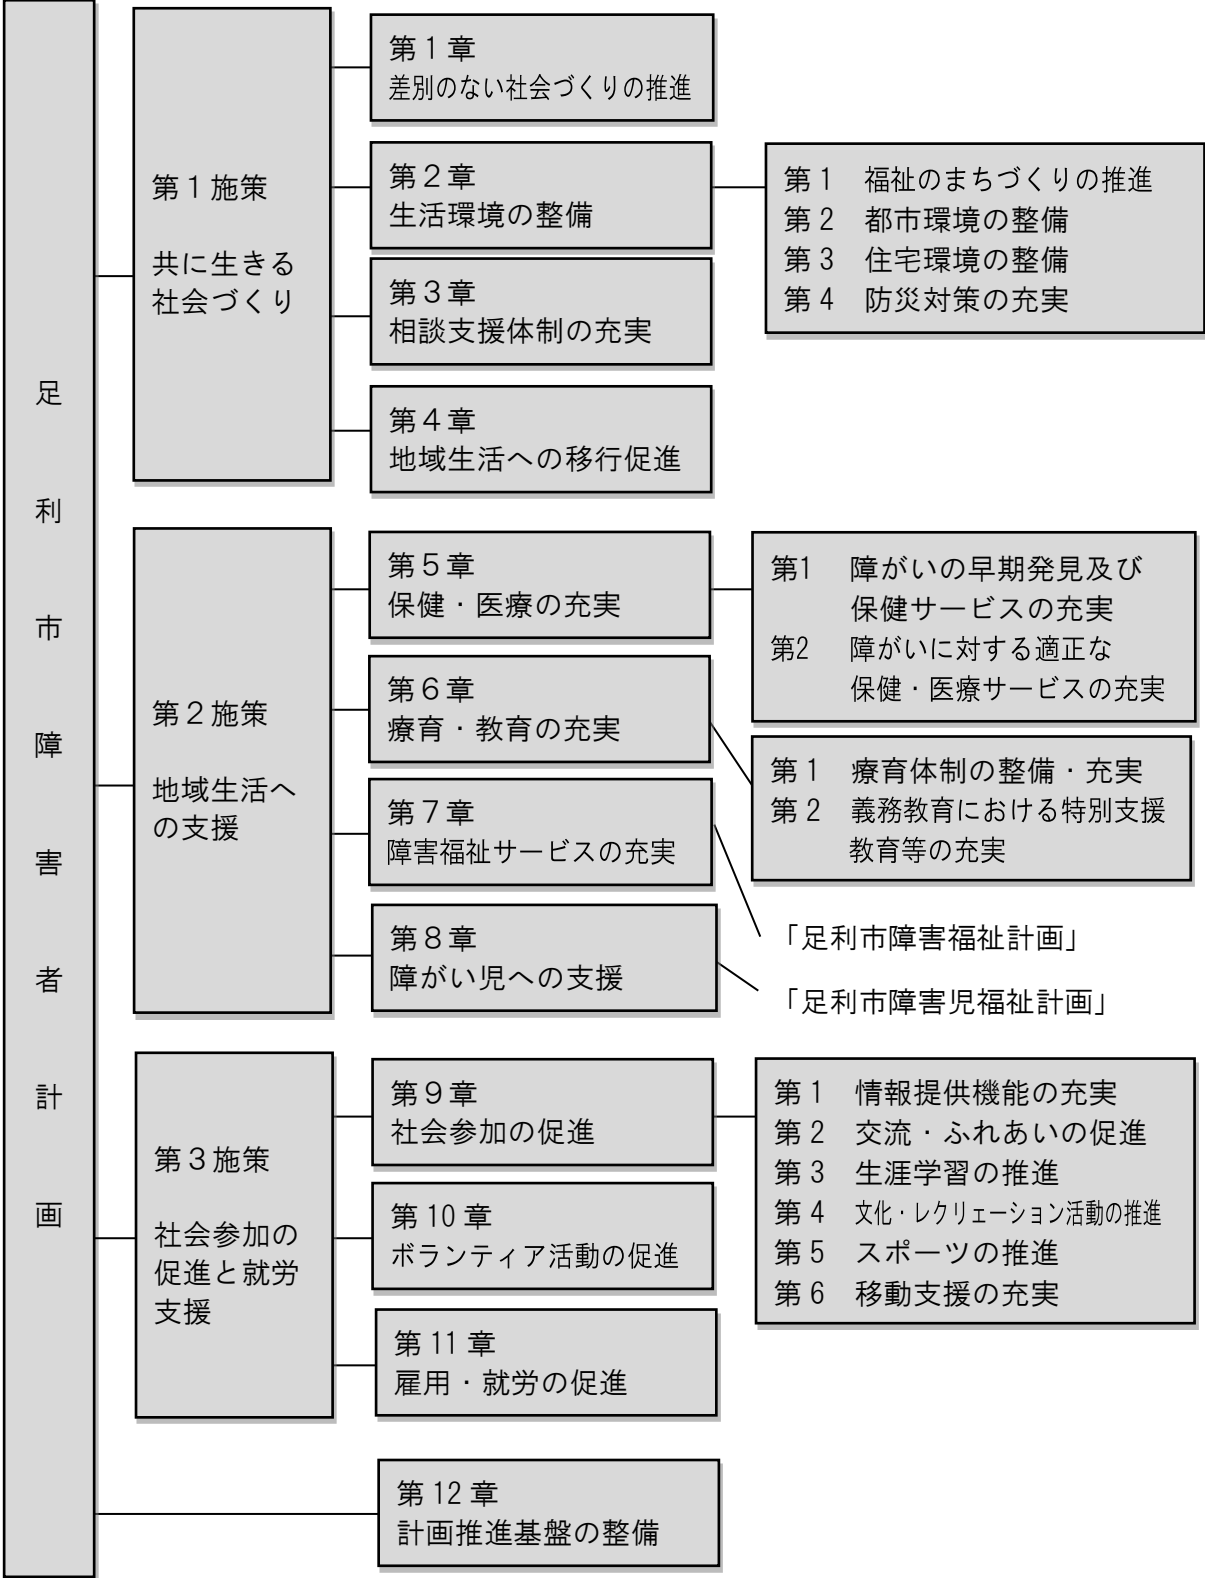 足利市障害者計画
第１施策
共に生きる
社会づくり
第１章
差別のない社会づくりの推進
第２章
生活環境の整備
第１　福祉のまちづくりの推進
第２　都市環境の整備
第３　住宅環境の整備
第４　防災対策の充実
第３章
相談支援体制の充実
第４章
地域生活への移行促進
第２施策
地域生活へ
の支援
第５章
保健・医療の充実
第1　障がいの早期発見及び
保健サービスの充実
第2　障がいに対する適正な
保健・医療サービスの充実
第６章
療育・教育の充実
第１　療育体制の整備・充実
第２　義務教育における特別支援
教育等の充実
第７章
障害福祉サービスの充実
「足利市障害福祉計画」
第８章
障がい児への支援
「足利市障害児福祉計画」
第３施策
社会参加の
促進と就労
支援
第９章
社会参加の促進
第１　情報提供機能の充実
第２　交流・ふれあいの促進
第３　生涯学習の推進
第４　文化・レクリェーション活動の推進
第５　スポーツの推進
第６　移動支援の充実
第10章
ボランティア活動の促進
第11章
雇用・就労の促進
第12章
計画推進基盤の整備